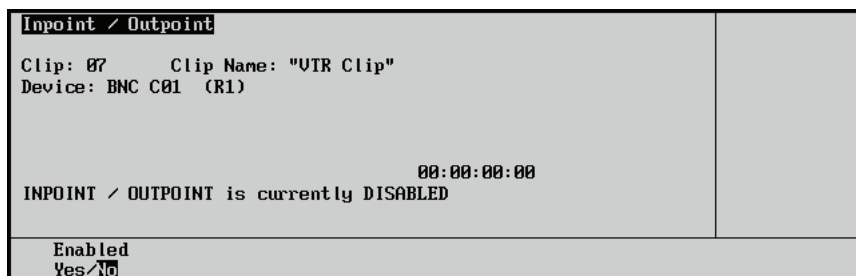 Inpoint / Outpoint
Clip: 07 Clip Name: "VTR Clip"
Device: BNC C01 (R1)
00:00:00:00
INPOINT / OUTPOINT is currently DISABLED
Enabled
Yes/No